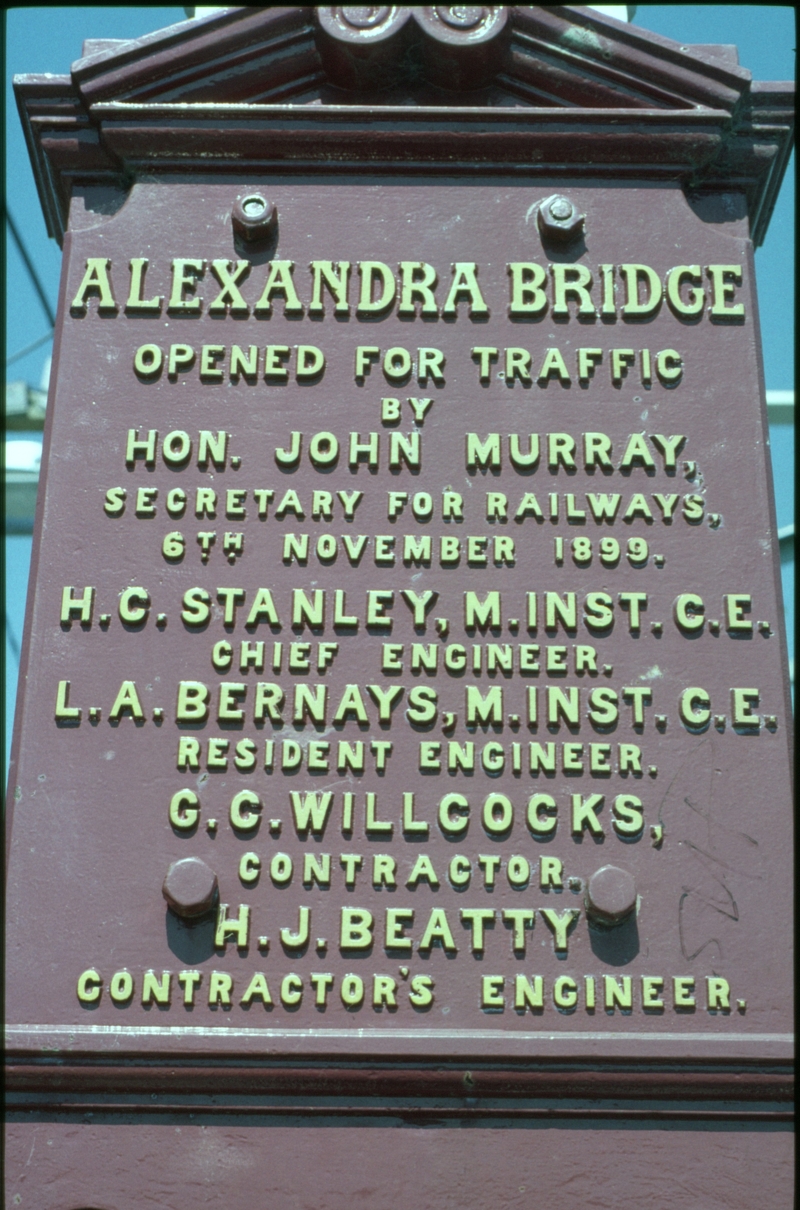 ALEXANDRA BRIDGE
OPENED FOR TRAFFIC
BY
HON. JOHN MURRAY,
SECRETARY FOR RAILWAYS,
6TH NOVEMBER 1899.
H.C. STANLEY, M.INST.C.E.
CHIEF ENGINEER.
L.A. BERNAYS, M.INST.C.E.
RESIDENT ENGINEER.
G.C. WILLCOCKS,
CONTRACTOR.
H.J. BEATTY
CONTRACTOR'S ENGINEER.